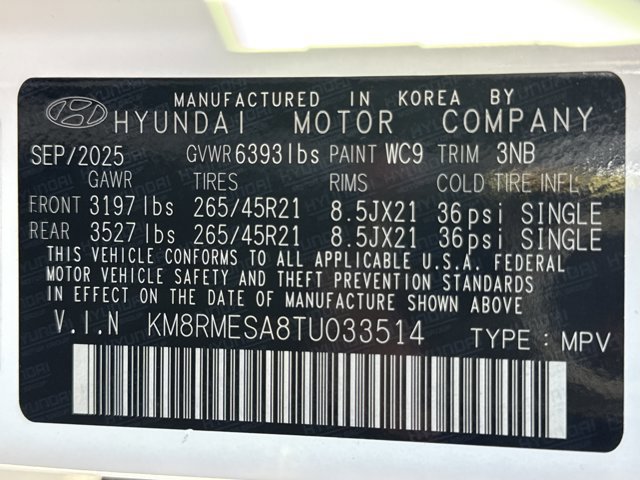 MANUFACTURED IN KOREA BY
HYUNDAI MOTOR COMPANY
SEP/2025 GVWR 6393lbs PAINT WC9 TRIM 3NB
GAWR TIRES RIMS COLD TIRE INFL
FRONT 3197 lbs 265/45R21 8.5JX21 36psi SINGLE
REAR 3527 lbs 265/45R21 8.5JX21 36psi SINGLE
THIS VEHICLE CONFORMS TO ALL APPLICABLE U.S.A. FEDERAL
MOTOR VEHICLE SAFETY AND THEFT PREVENTION STANDARDS
IN EFFECT ON THE DATE OF MANUFACTURE SHOWN ABOVE
V.I.N KM8RMESA8TU033514 TYPE : MPV